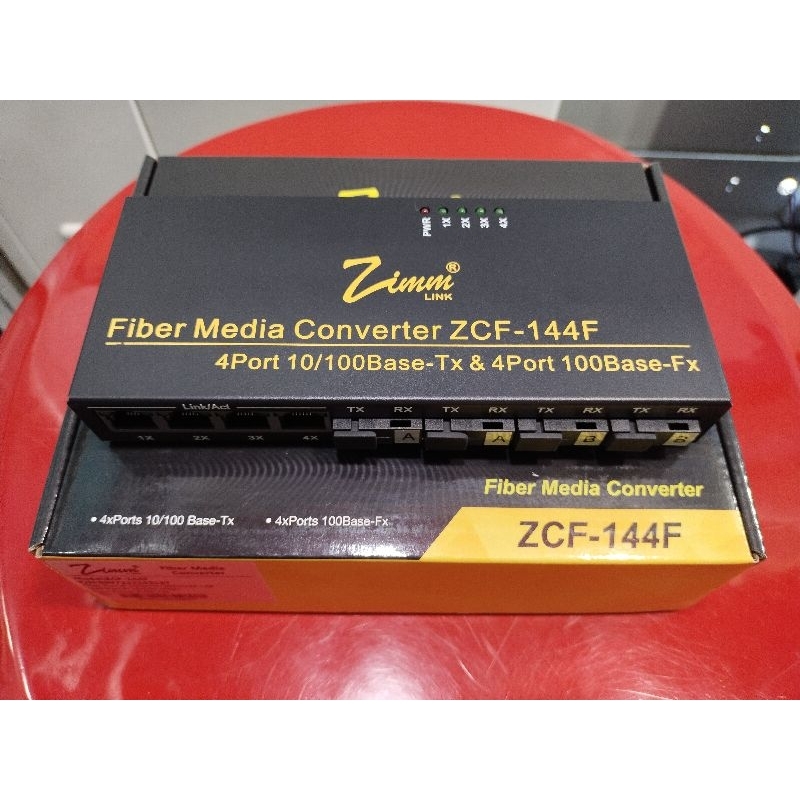 PWR 1X 2X 3X 4X
Zimm®
LINK
Fiber Media Converter ZCF-144F
4Port 10/100Base-Tx & 4Port 100Base-Fx
Link/Act
TX RX TX RX TX RX TX RX
1X 2X 3X 4X
A A B B
Fiber Media Converter
• 4xPorts 10/100 Base-Tx • 4xPorts 100Base-Fx
ZCF-144F
Zimm® Fiber Media
Converter